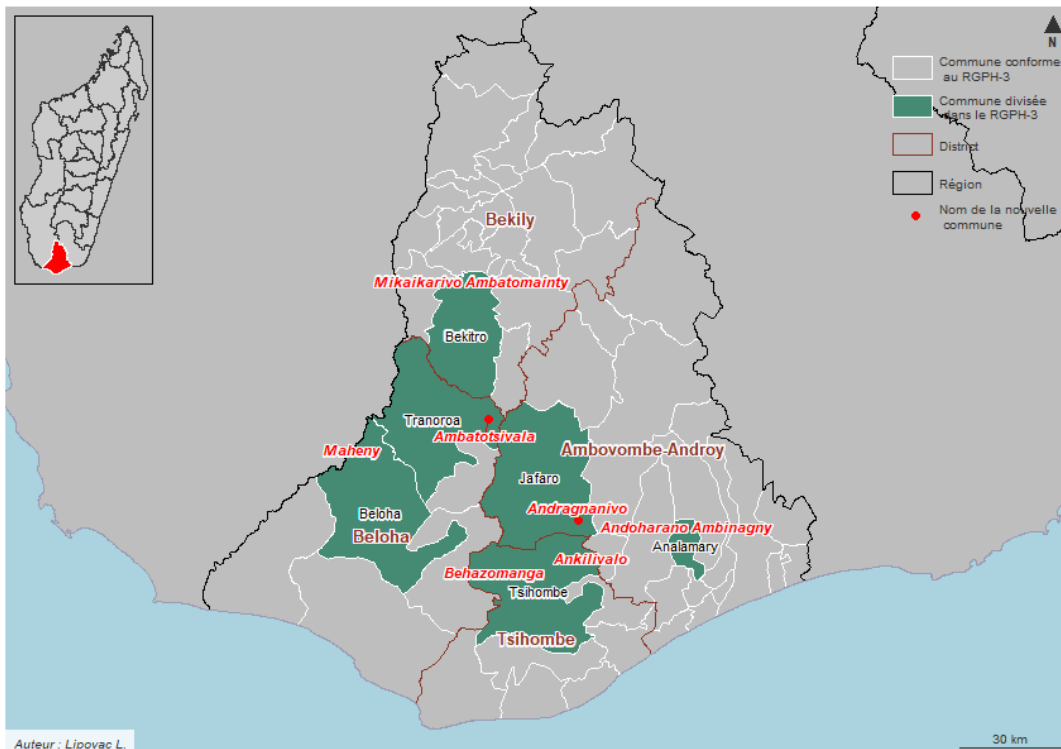 N
Commune conforme
au RGPH-3
Commune divisée
dans le RGPH-3
District
Région
Nom de la nouvelle
commune
Bekily
Mikaikarivo Ambatomainty
Bekitro
Tranoroa
Ambatotsivala
Maheny
Ambovombe-Androy
Jafaro
Beloha
Andragnanivo
Andoharano Ambinagny
Beloha
Analamary
Ankilivalo
Behazomanga
Tsihombe
Tsihombe
Auteur : Lipovac L.
30 km